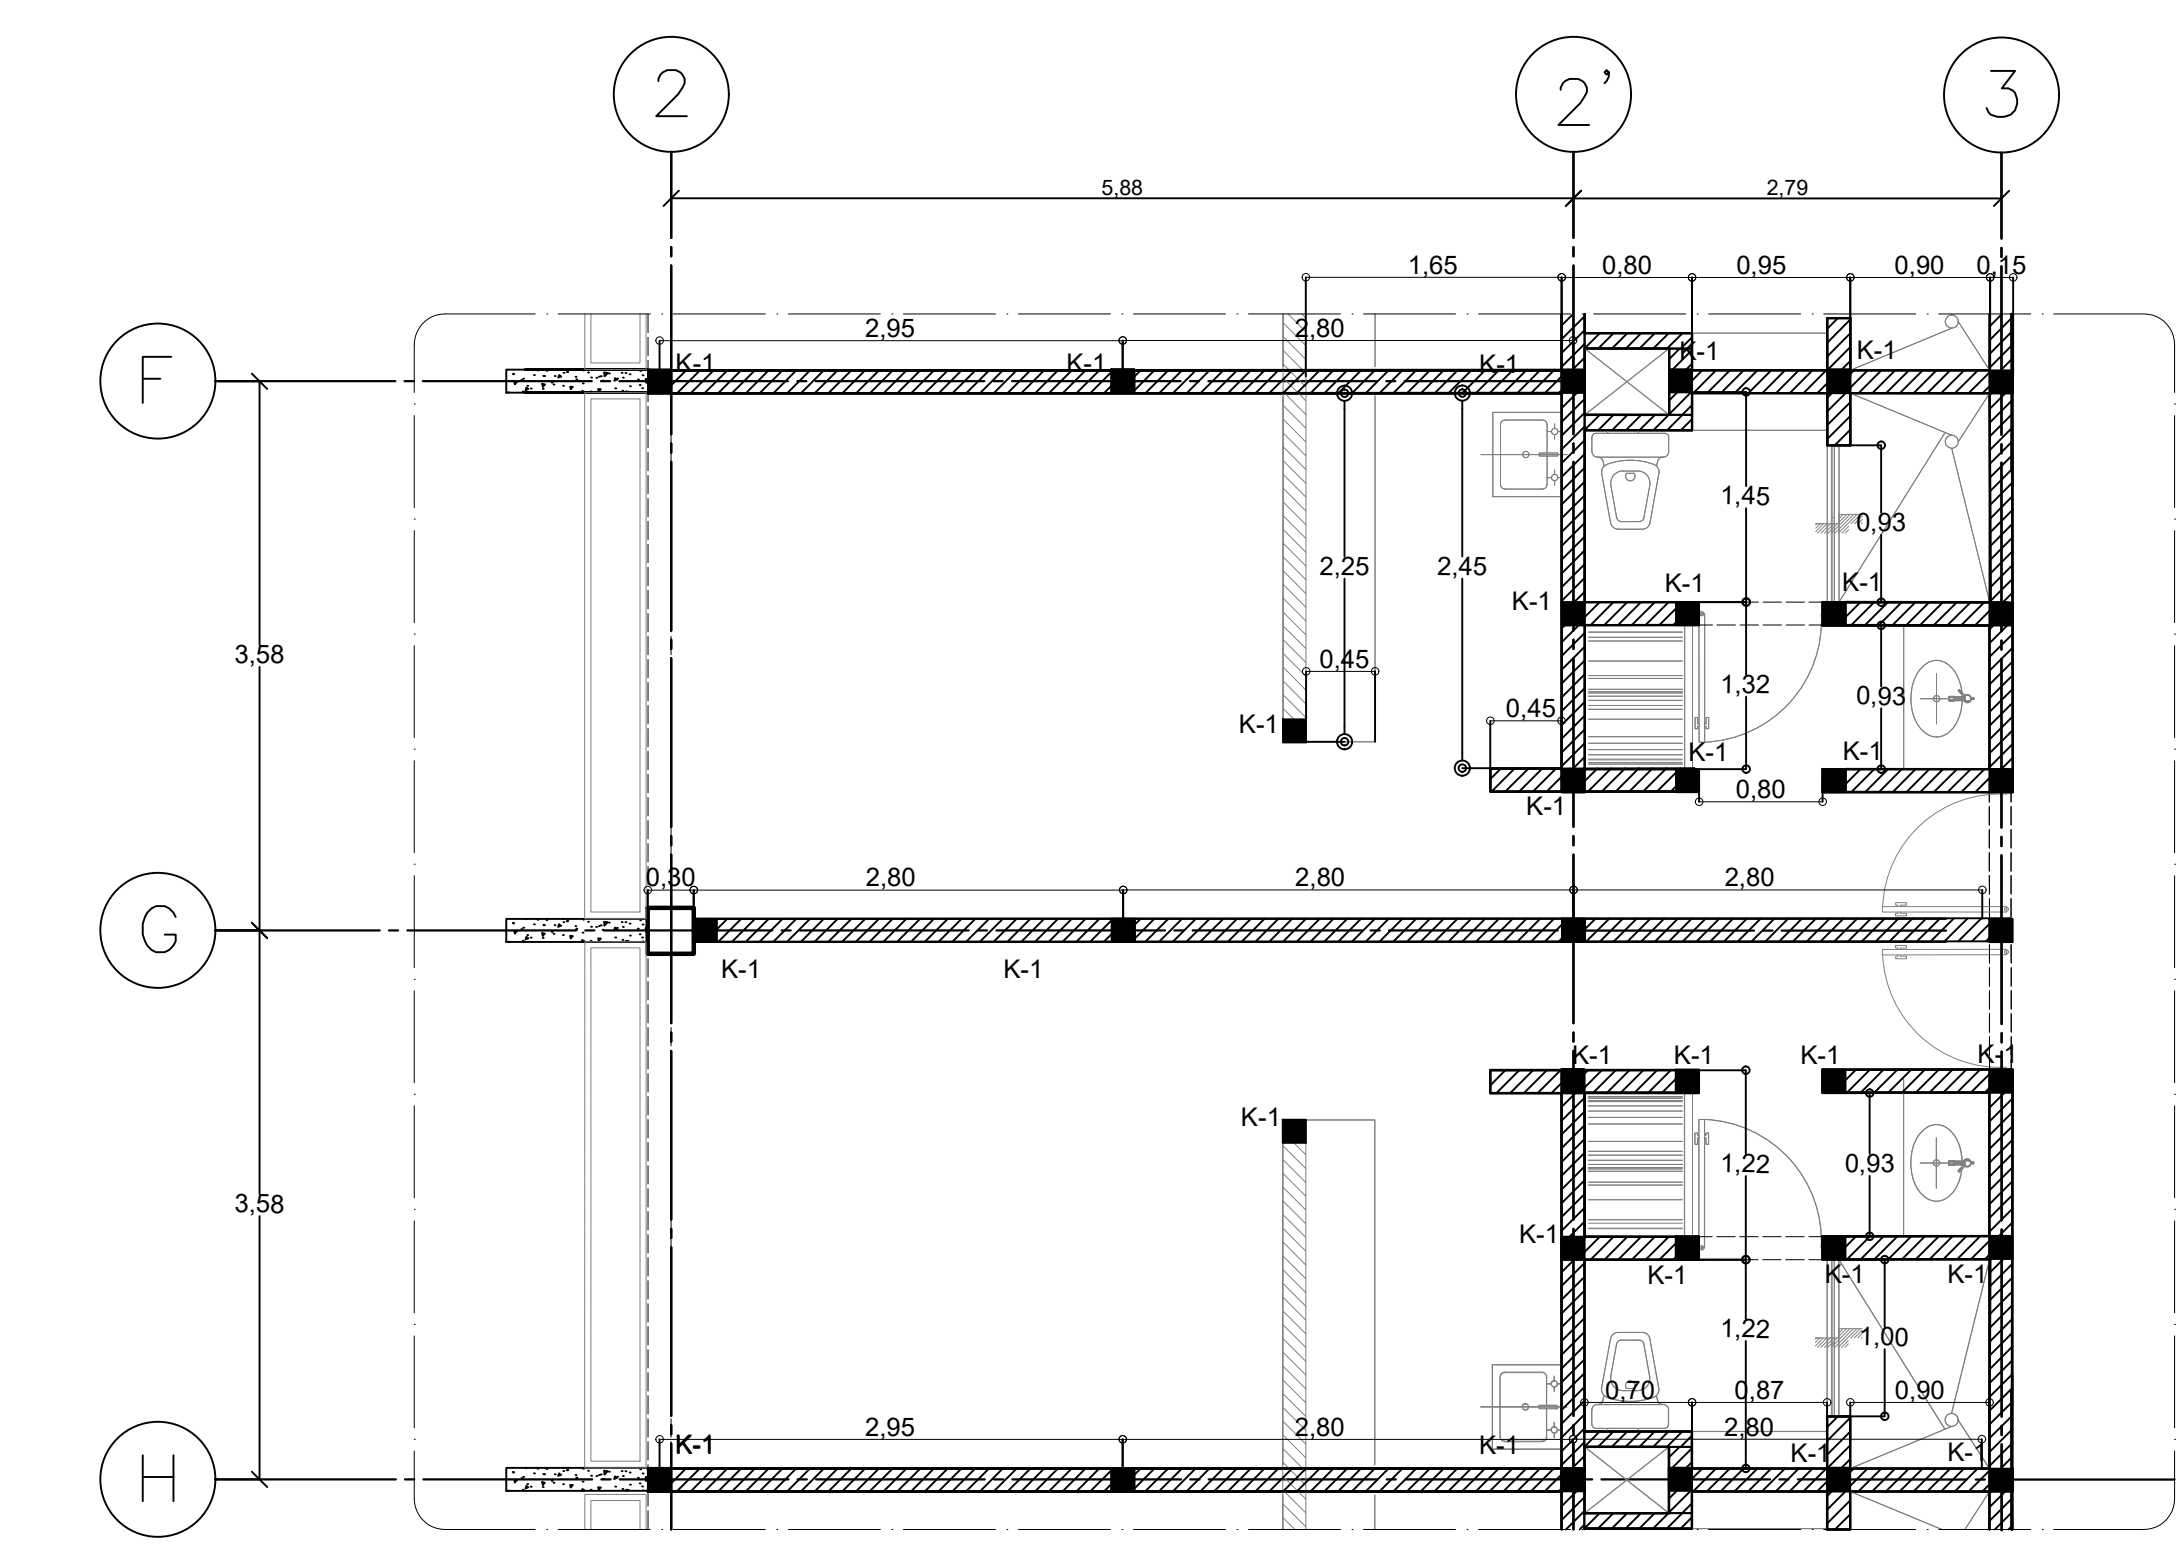 2
2’
3
5,88
2,79
1,65
0,80
0,95
0,90
0,15
2,95
2,80
K-1
K-1
K-1
K-1
K-1
F
1,45
0,93
2,25
2,45
K-1
K-1
K-1
3,58
0,45
1,32
0,93
0,45
K-1
K-1
K-1
0,80
K-1
0,30
2,80
2,80
2,80
G
K-1
K-1
K-1
K-1
K-1
K-1
K-1
1,22
0,93
3,58
K-1
K-1
K-1
K-1
1,22
1,00
0,70
0,87
0,90
2,95
2,80
2,80
K-1
K-1
K-1
K-1
H